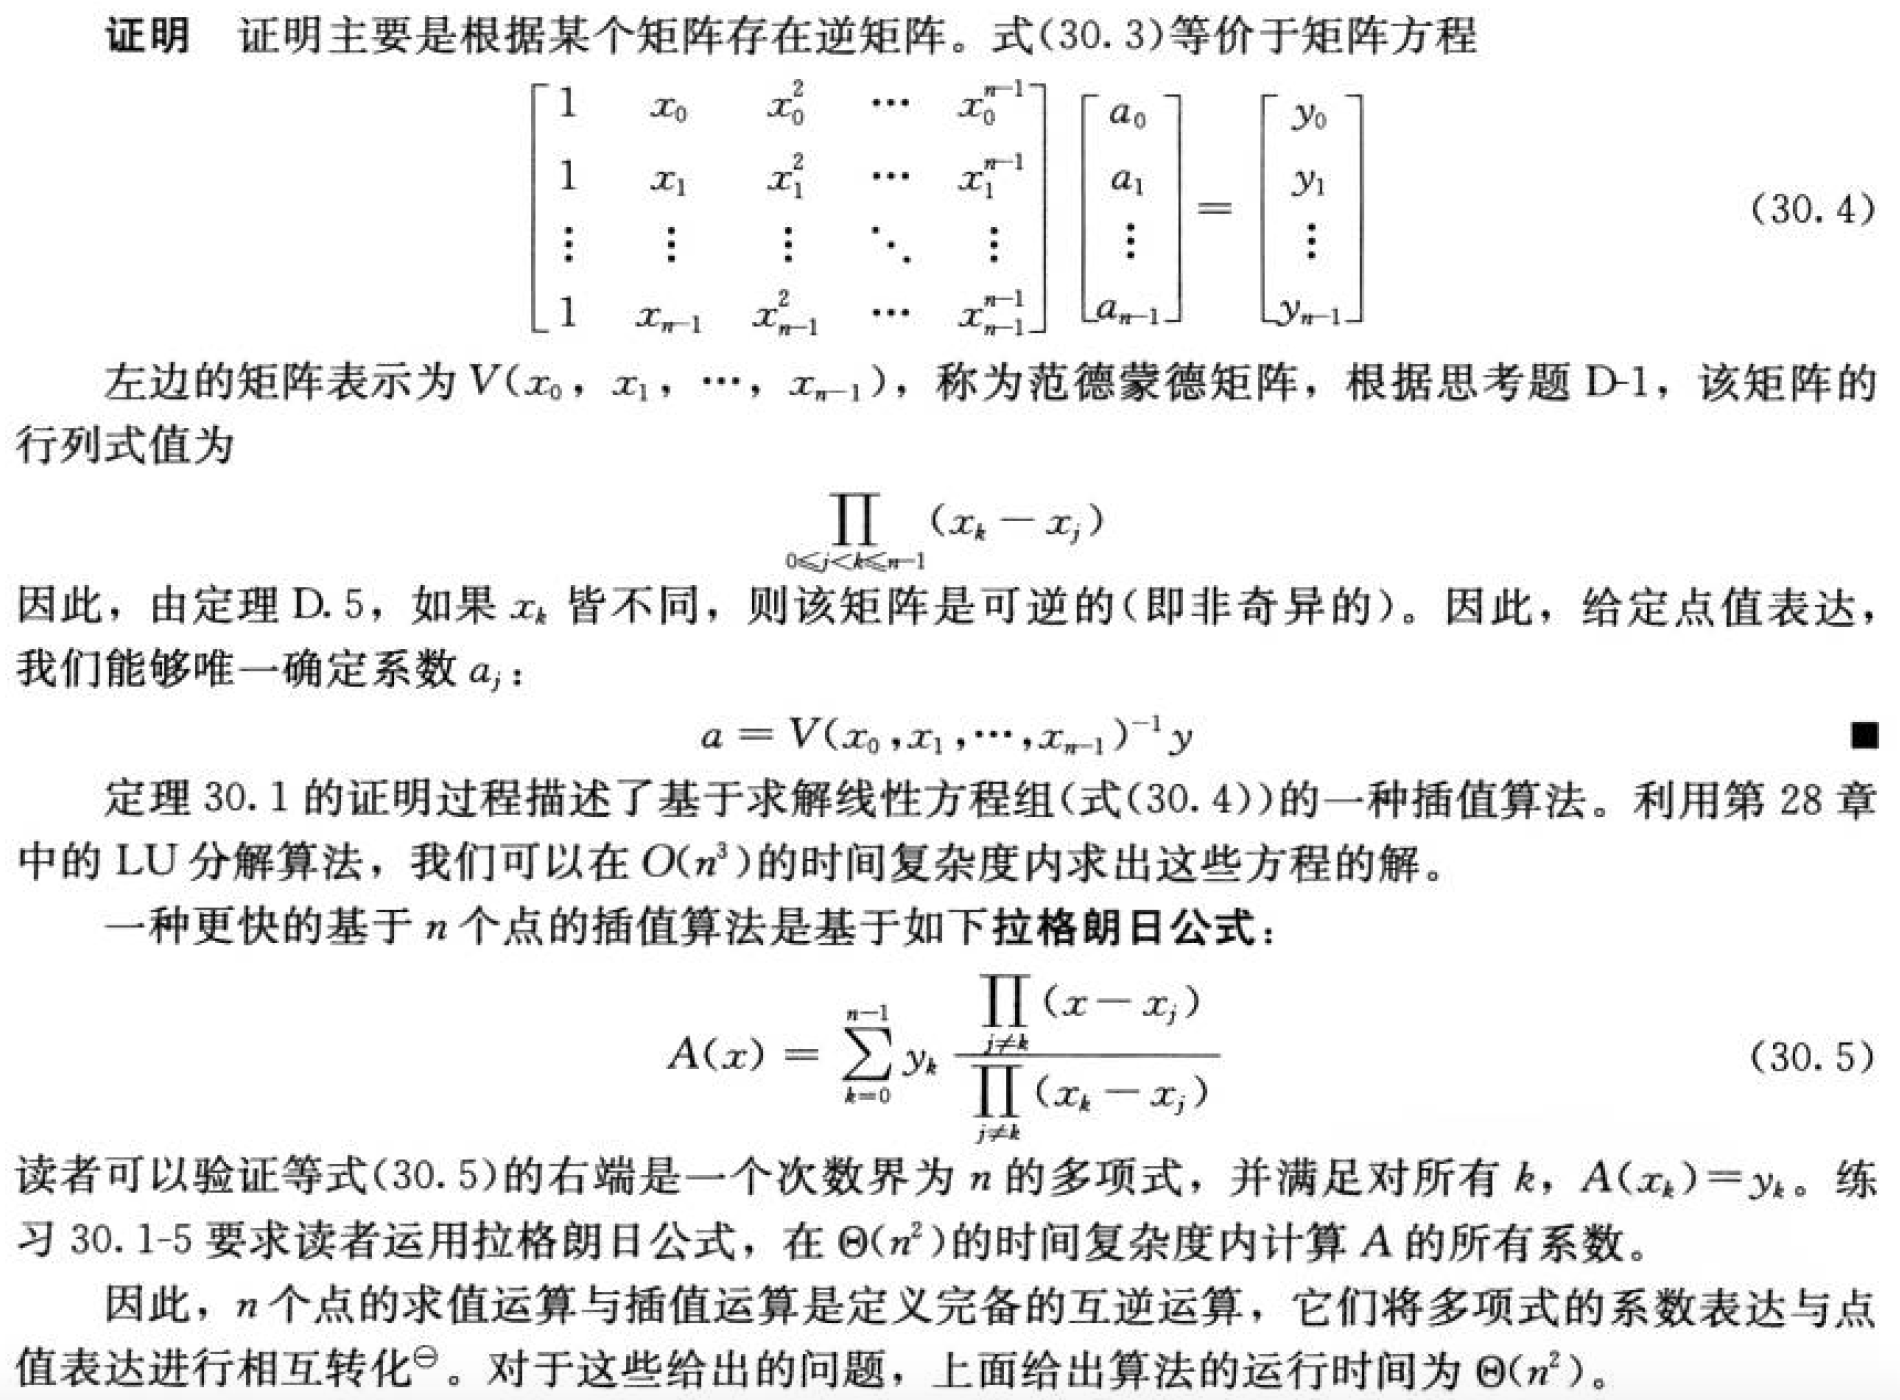 证明 证明主要是根据某个矩阵存在逆矩阵。式(30.3)等价于矩阵方程
$$\begin{bmatrix} 1 & x_0 & x_0^2 & \cdots & x_0^{n-1} \\ 1 & x_1 & x_1^2 & \cdots & x_1^{n-1} \\ \vdots & \vdots & \vdots & \ddots & \vdots \\ 1 & x_{n-1} & x_{n-1}^2 & \cdots & x_{n-1}^{n-1} \end{bmatrix} \begin{bmatrix} a_0 \\ a_1 \\ \vdots \\ a_{n-1} \end{bmatrix} = \begin{bmatrix} y_0 \\ y_1 \\ \vdots \\ y_{n-1} \end{bmatrix}$$ (30.4)
左边的矩阵表示为 $V(x_0, x_1, \cdots, x_{n-1})$，称为范德蒙德矩阵，根据思考题 D-1，该矩阵的
行列式值为
$$\prod_{0 \leqslant j < k \leqslant n-1} (x_k - x_j)$$
因此，由定理 D.5，如果 $x_k$ 皆不同，则该矩阵是可逆的(即非奇异的)。因此，给定点值表达，
我们能够唯一确定系数 $a_j$：
$$a = V(x_0, x_1, \cdots, x_{n-1})^{-1} y$$ ■
定理 30.1 的证明过程描述了基于求解线性方程组(式(30.4))的一种插值算法。利用第 28 章
中的 LU 分解算法，我们可以在 $O(n^3)$的时间复杂度内求出这些方程的解。
一种更快的基于 n 个点的插值算法是基于如下拉格朗日公式：
$$A(x) = \sum_{k=0}^{n-1} y_k \frac{\prod_{j \neq k} (x - x_j)}{\prod_{j \neq k} (x_k - x_j)}$$ (30.5)
读者可以验证等式(30.5)的右端是一个次数界为 n 的多项式，并满足对所有 k，$A(x_k) = y_k$。练
习 30.1-5 要求读者运用拉格朗日公式，在 $\Theta(n^2)$的时间复杂度内计算 A 的所有系数。
因此，n 个点的求值运算与插值运算是定义完备的互逆运算，它们将多项式的系数表达与点
值表达进行相互转化⊖。对于这些给出的问题，上面给出算法的运行时间为 $\Theta(n^2)$。